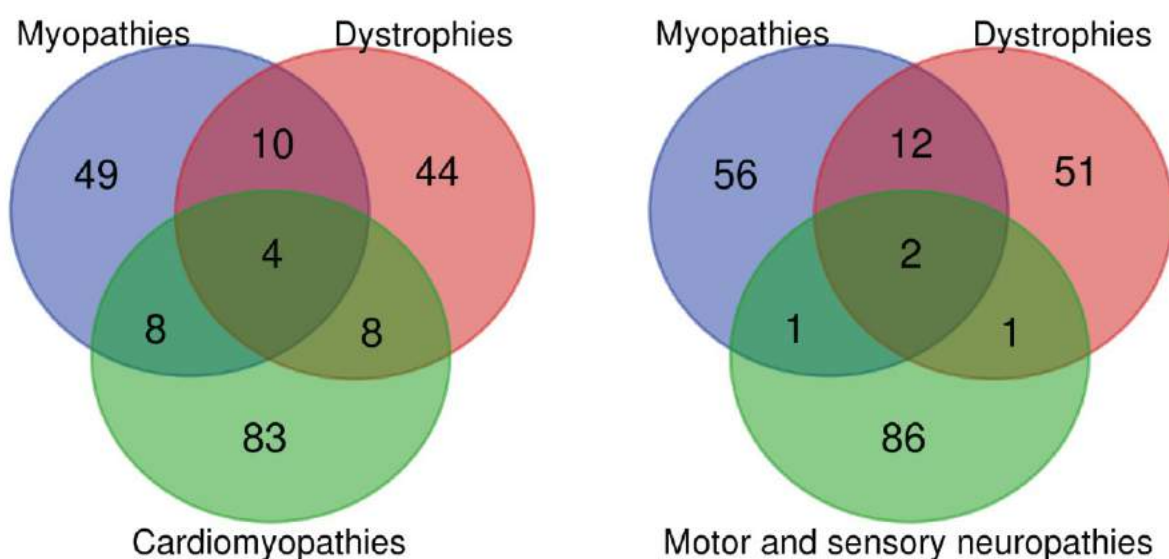 Myopathies Dystrophies
10
49 44
4
8 8
83
Cardiomyopathies
Myopathies Dystrophies
12
56 51
2
1 1
86
Motor and sensory neuropathies